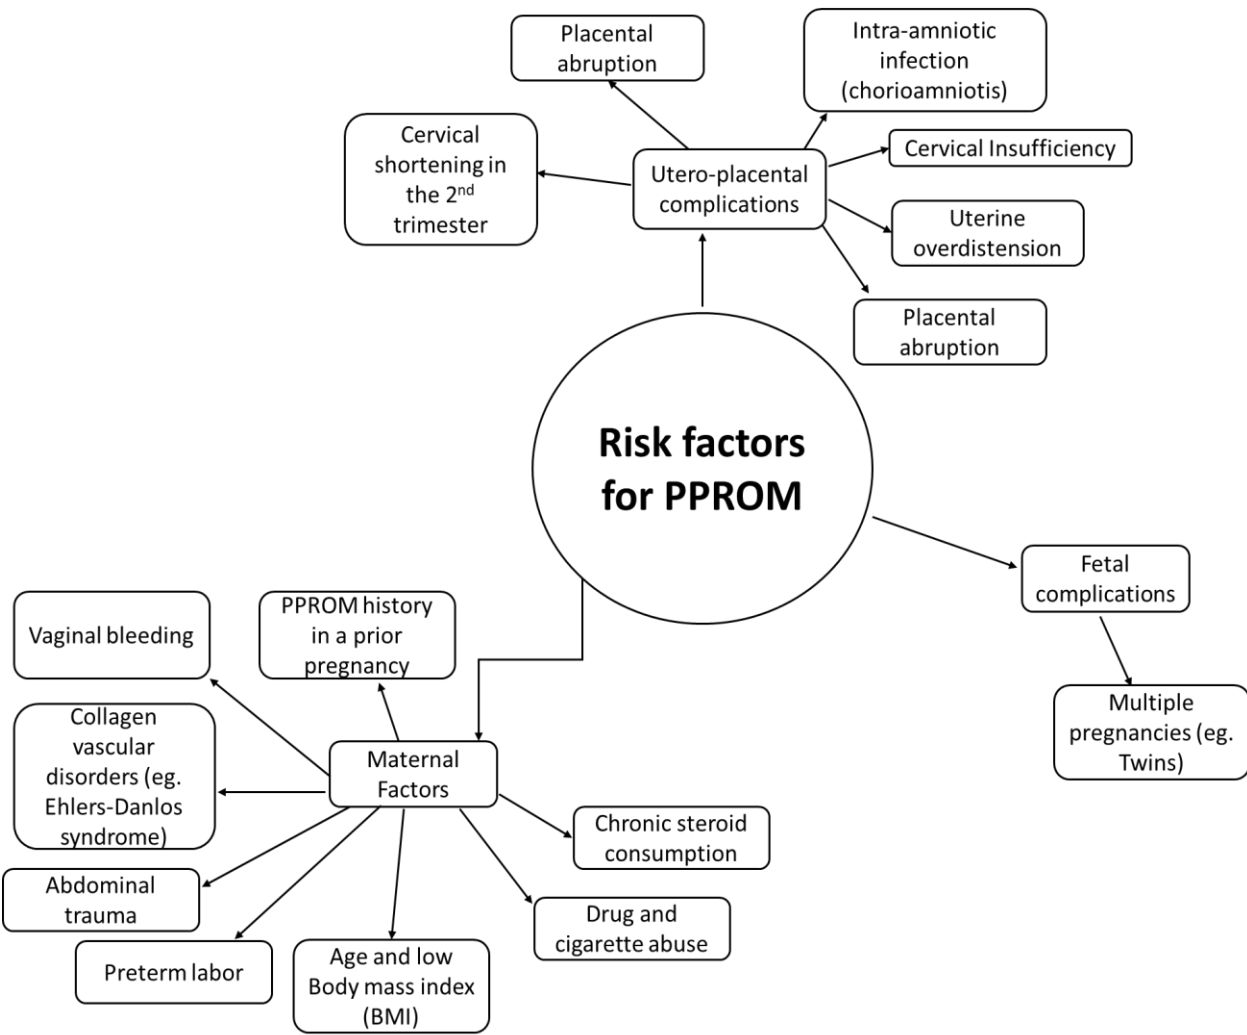 Placental
abruption
Intra-amniotic
infection
(chorioamniotis)
Cervical
shortening in
the 2nd
trimester
Utero-placental
complications
Cervical Insufficiency
Uterine
overdistension
Placental
abruption
Risk factors
for PPROM
Fetal
complications
Multiple
pregnancies (eg.
Twins)
Vaginal bleeding
PPROM history
in a prior
pregnancy
Collagen
vascular
disorders (eg.
Ehlers-Danlos
syndrome)
Maternal
Factors
Chronic steroid
consumption
Abdominal
trauma
Drug and
cigarette abuse
Preterm labor
Age and low
Body mass index
(BMI)